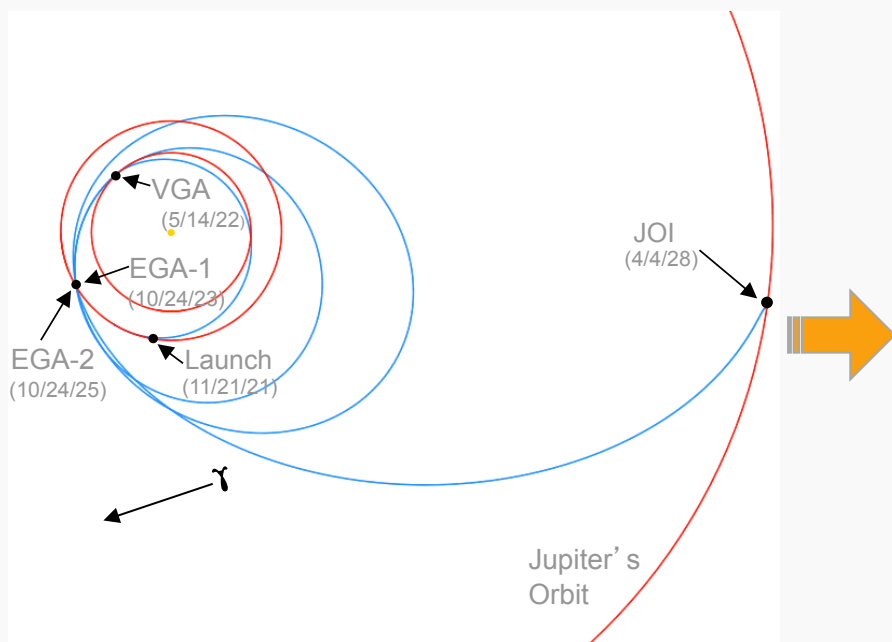 VGA
(5/14/22)
JOI
(4/4/28)
EGA-1
(10/24/23)
EGA-2
(10/24/25)
Launch
(11/21/21)
♈
Jupiter’s
Orbit